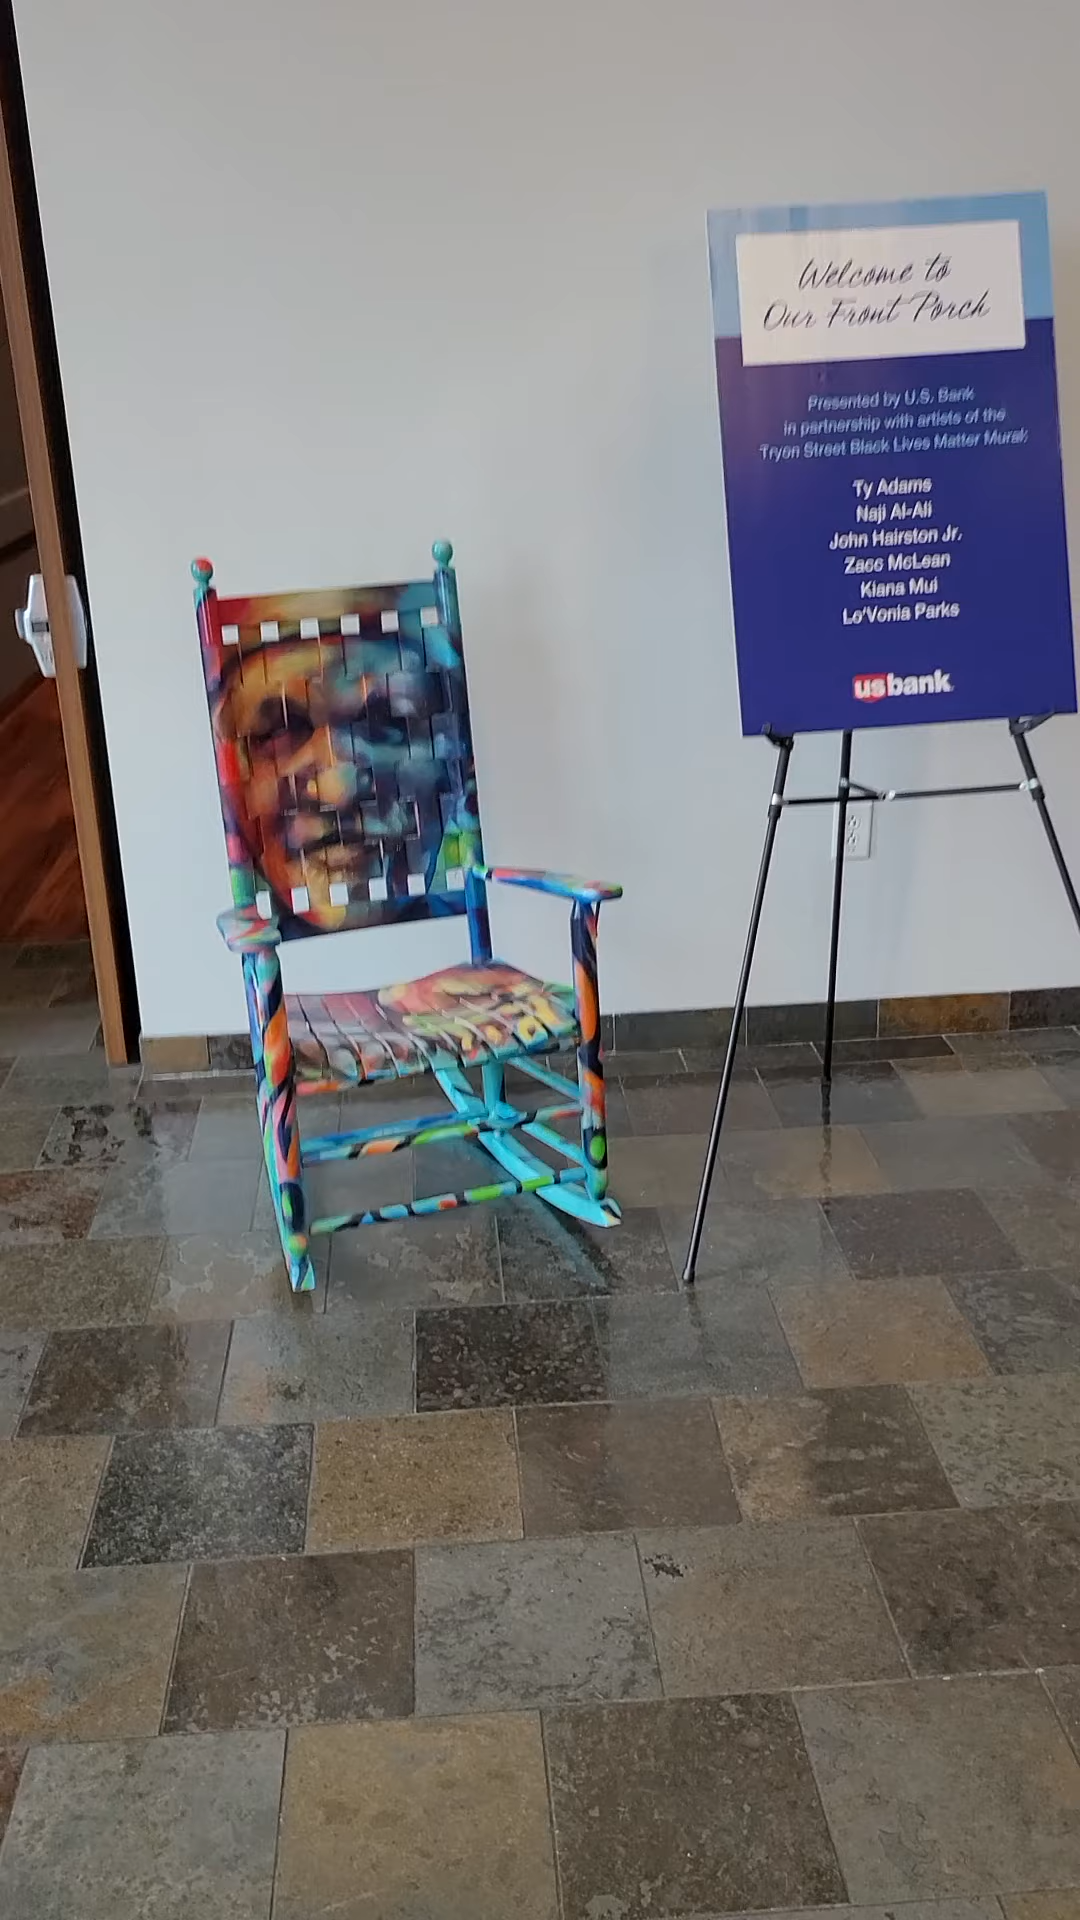 Welcome to
Our Front Porch
Presented by U.S. Bank
in partnership with artists of the
Tryon Street Black Lives Matter Mural:
Ty Adams
Naji Al-Ali
John Hairston Jr.
Zacc McLean
Kiana Mui
Lo'Vonia Parks
usbank